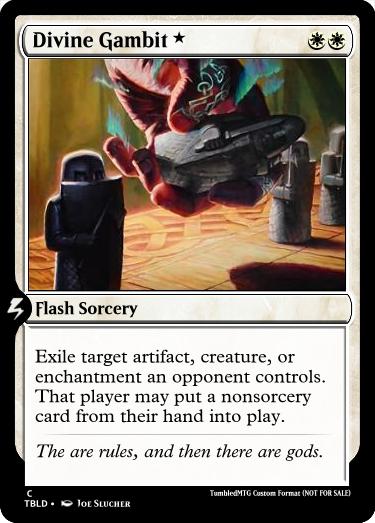 Divine Gambit ★
Flash Sorcery
Exile target artifact, creature, or
enchantment an opponent controls.
That player may put a nonsorcery
card from their hand into play.
The are rules, and then there are gods.
C
TBLD • Joe Slucher
TumbledMTG Custom Format (NOT FOR SALE)